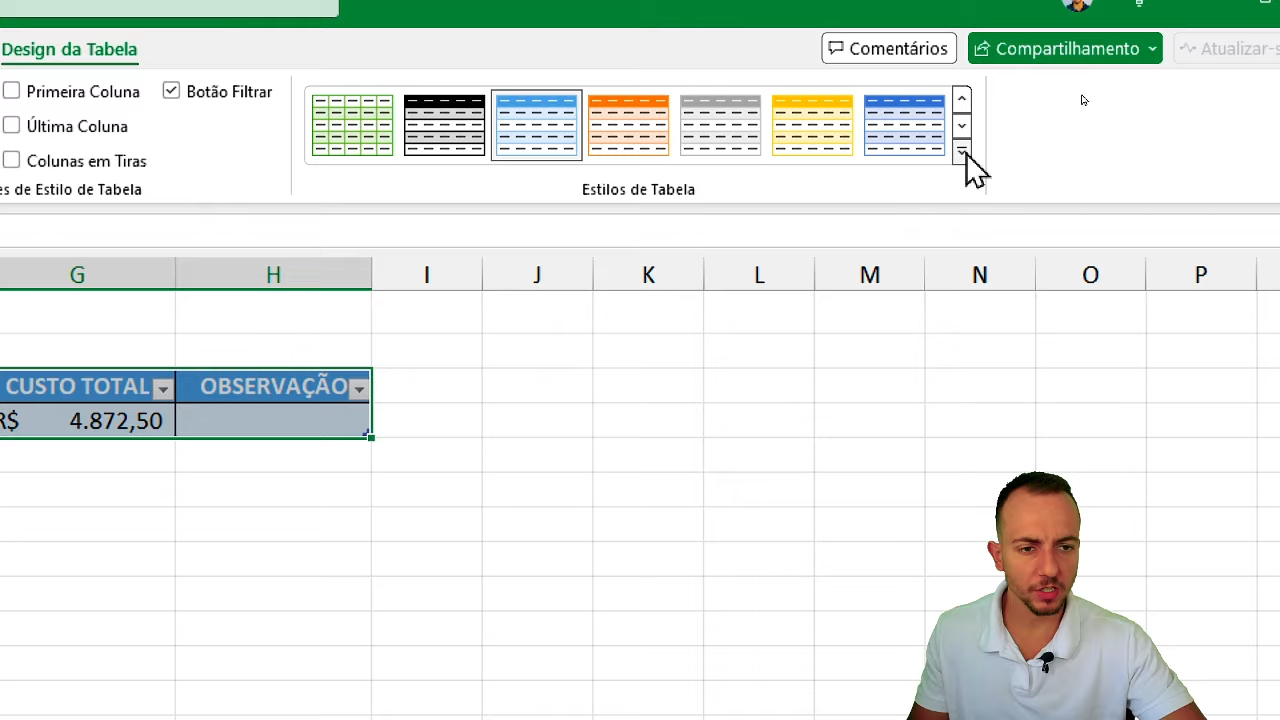 Design da Tabela
Comentários
Compartilhamento
Atualizar-s
Primeira Coluna
Botão Filtrar
Última Coluna
Colunas em Tiras
es de Estilo de Tabela
Estilos de Tabela
G H I J K L M N O P
CUSTO TOTAL OBSERVAÇÃO
R$ 4.872,50